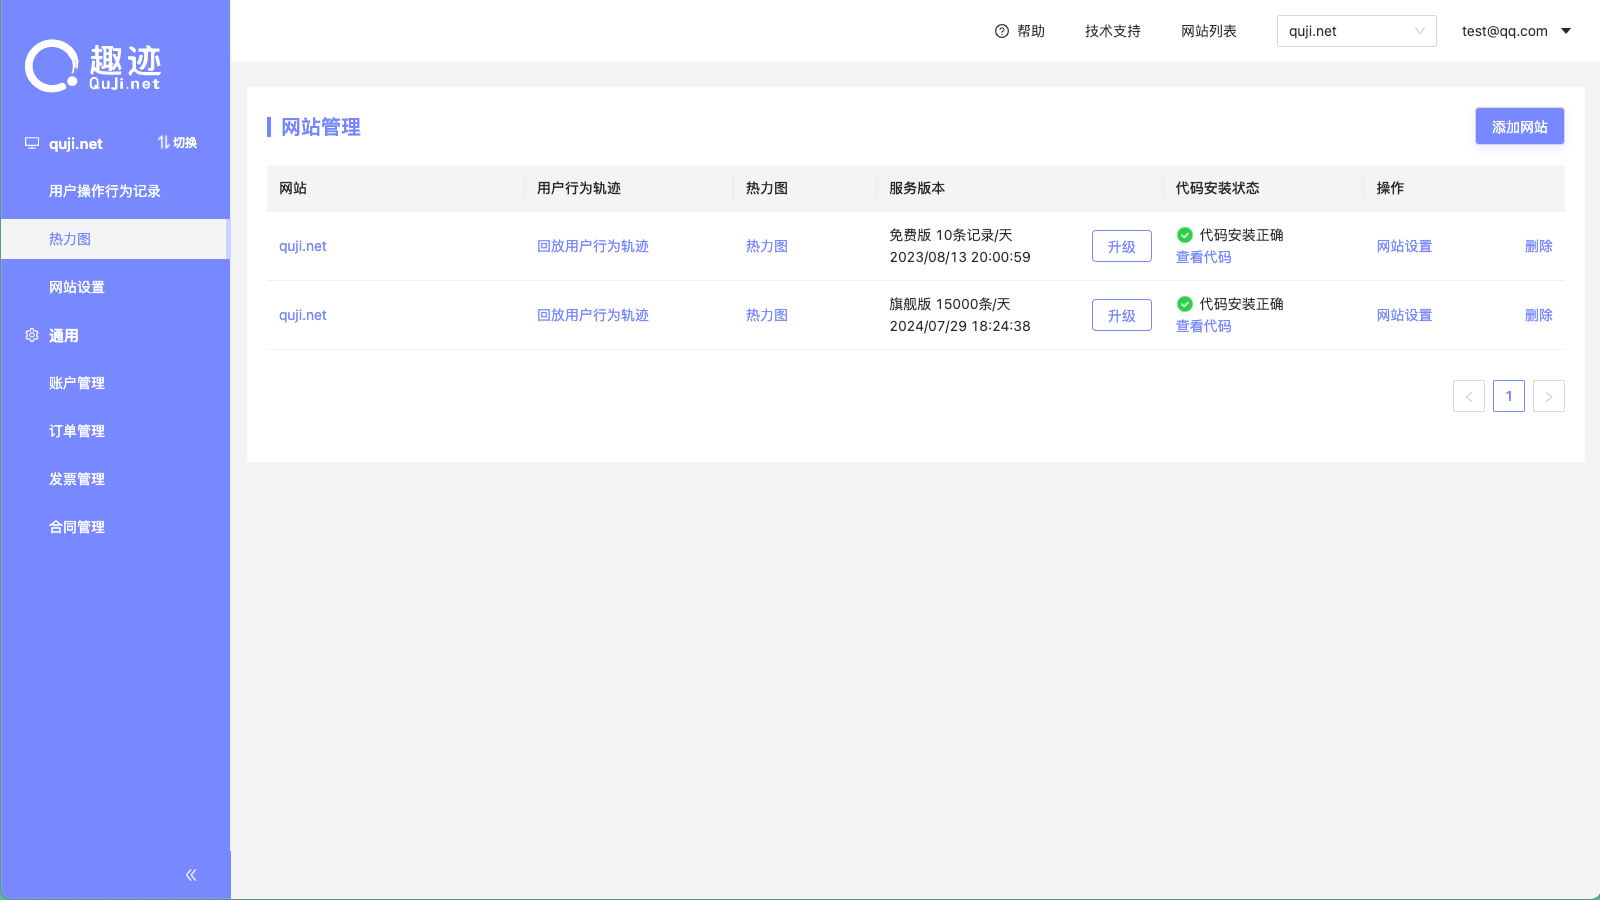 趣迹
QuJi.net
quji.net 切换
用户操作行为记录
热力图
网站设置
通用
账户管理
订单管理
发票管理
合同管理
帮助 技术支持 网站列表 quji.net test@qq.com
网站管理 添加网站
网站 用户行为轨迹 热力图 服务版本 代码安装状态 操作
quji.net 回放用户行为轨迹 热力图 免费版 10条记录/天 升级 代码安装正确 网站设置 删除
2023/08/13 20:00:59 查看代码
quji.net 回放用户行为轨迹 热力图 旗舰版 15000条/天 升级 代码安装正确 网站设置 删除
2024/07/29 18:24:38 查看代码
< 1 >